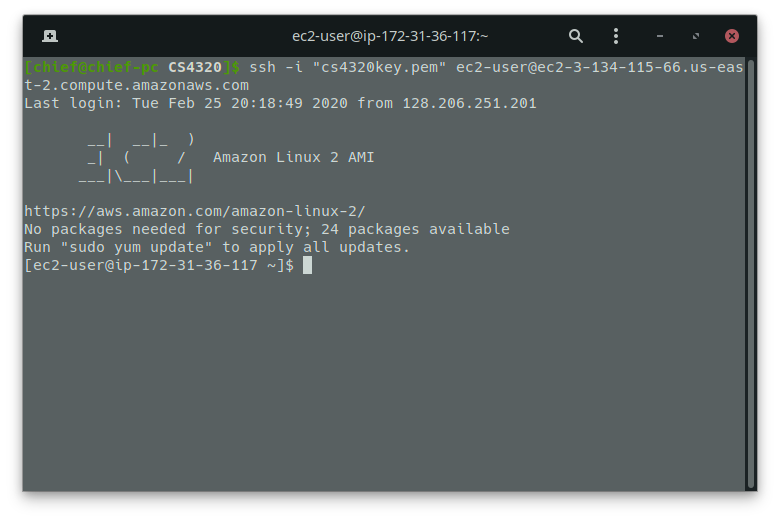 ec2-user@ip-172-31-36-117:~
[chief@chief-pc CS4320]$ ssh -i "cs4320key.pem" ec2-user@ec2-3-134-115-66.us-eas
t-2.compute.amazonaws.com
Last login: Tue Feb 25 20:18:49 2020 from 128.206.251.201
       __|  __|_  )
       _|  (     /   Amazon Linux 2 AMI
      ___|\___|___|
https://aws.amazon.com/amazon-linux-2/
No packages needed for security; 24 packages available
Run "sudo yum update" to apply all updates.
[ec2-user@ip-172-31-36-117 ~]$